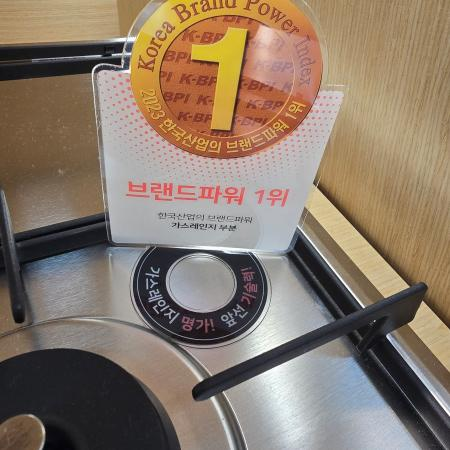 Korea Brand Power Index
K-BPI
1
2023 한국산업의 브랜드파워 1위
브랜드파워 1위
한국산업의 브랜드파워
가스레인지 부분
가스레인지 명가! 앞선 기술력!